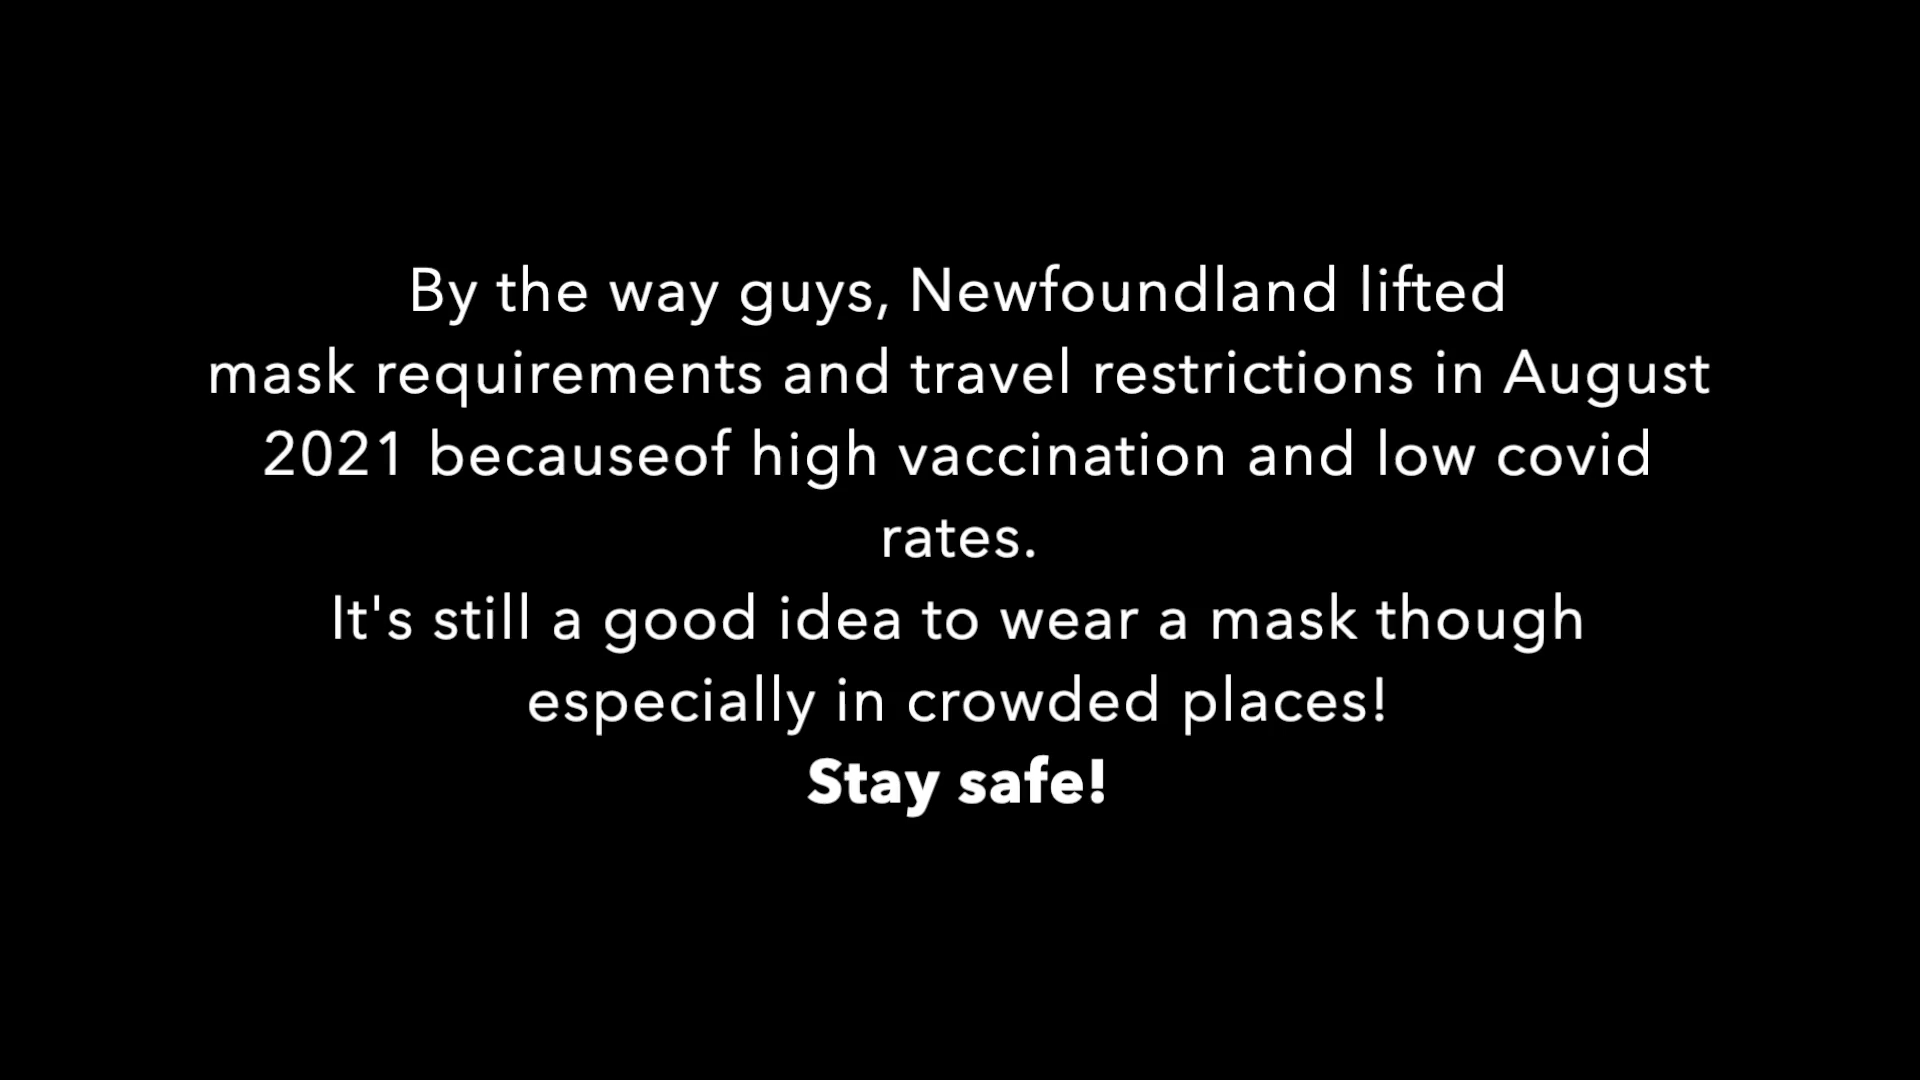 By the way guys, Newfoundland lifted
mask requirements and travel restrictions in August
2021 becauseof high vaccination and low covid
rates.
It's still a good idea to wear a mask though
especially in crowded places!
Stay safe!